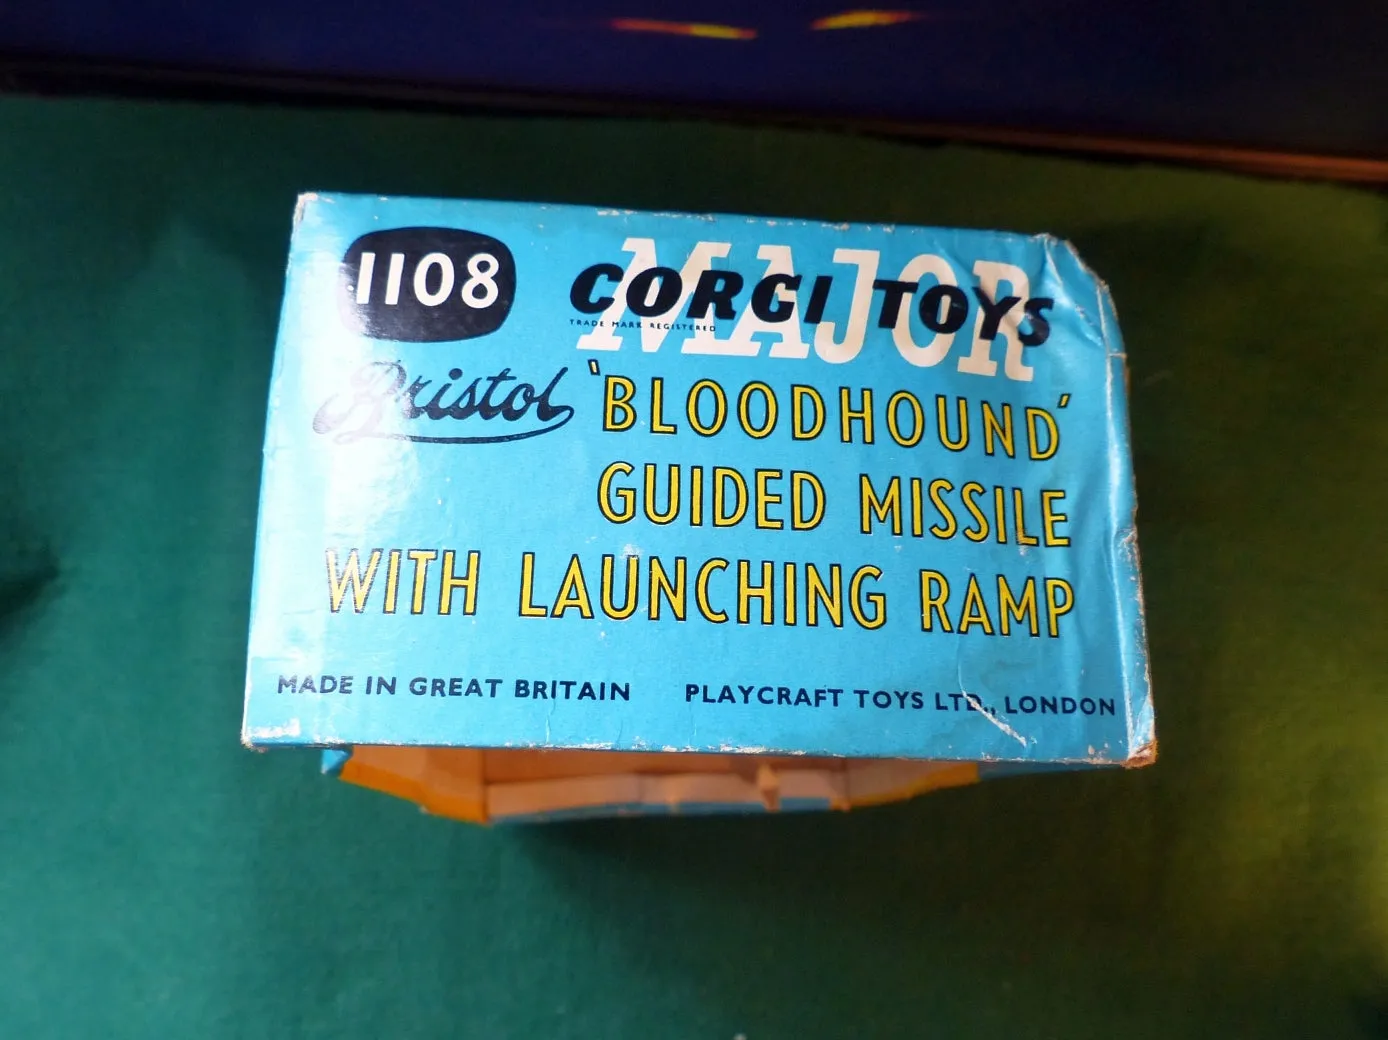 1108
MAJOR
CORGI TOYS
TRADE MARK REGISTERED
Bristol 'BLOODHOUND'
GUIDED MISSILE
WITH LAUNCHING RAMP
MADE IN GREAT BRITAIN PLAYCRAFT TOYS LTD., LONDON